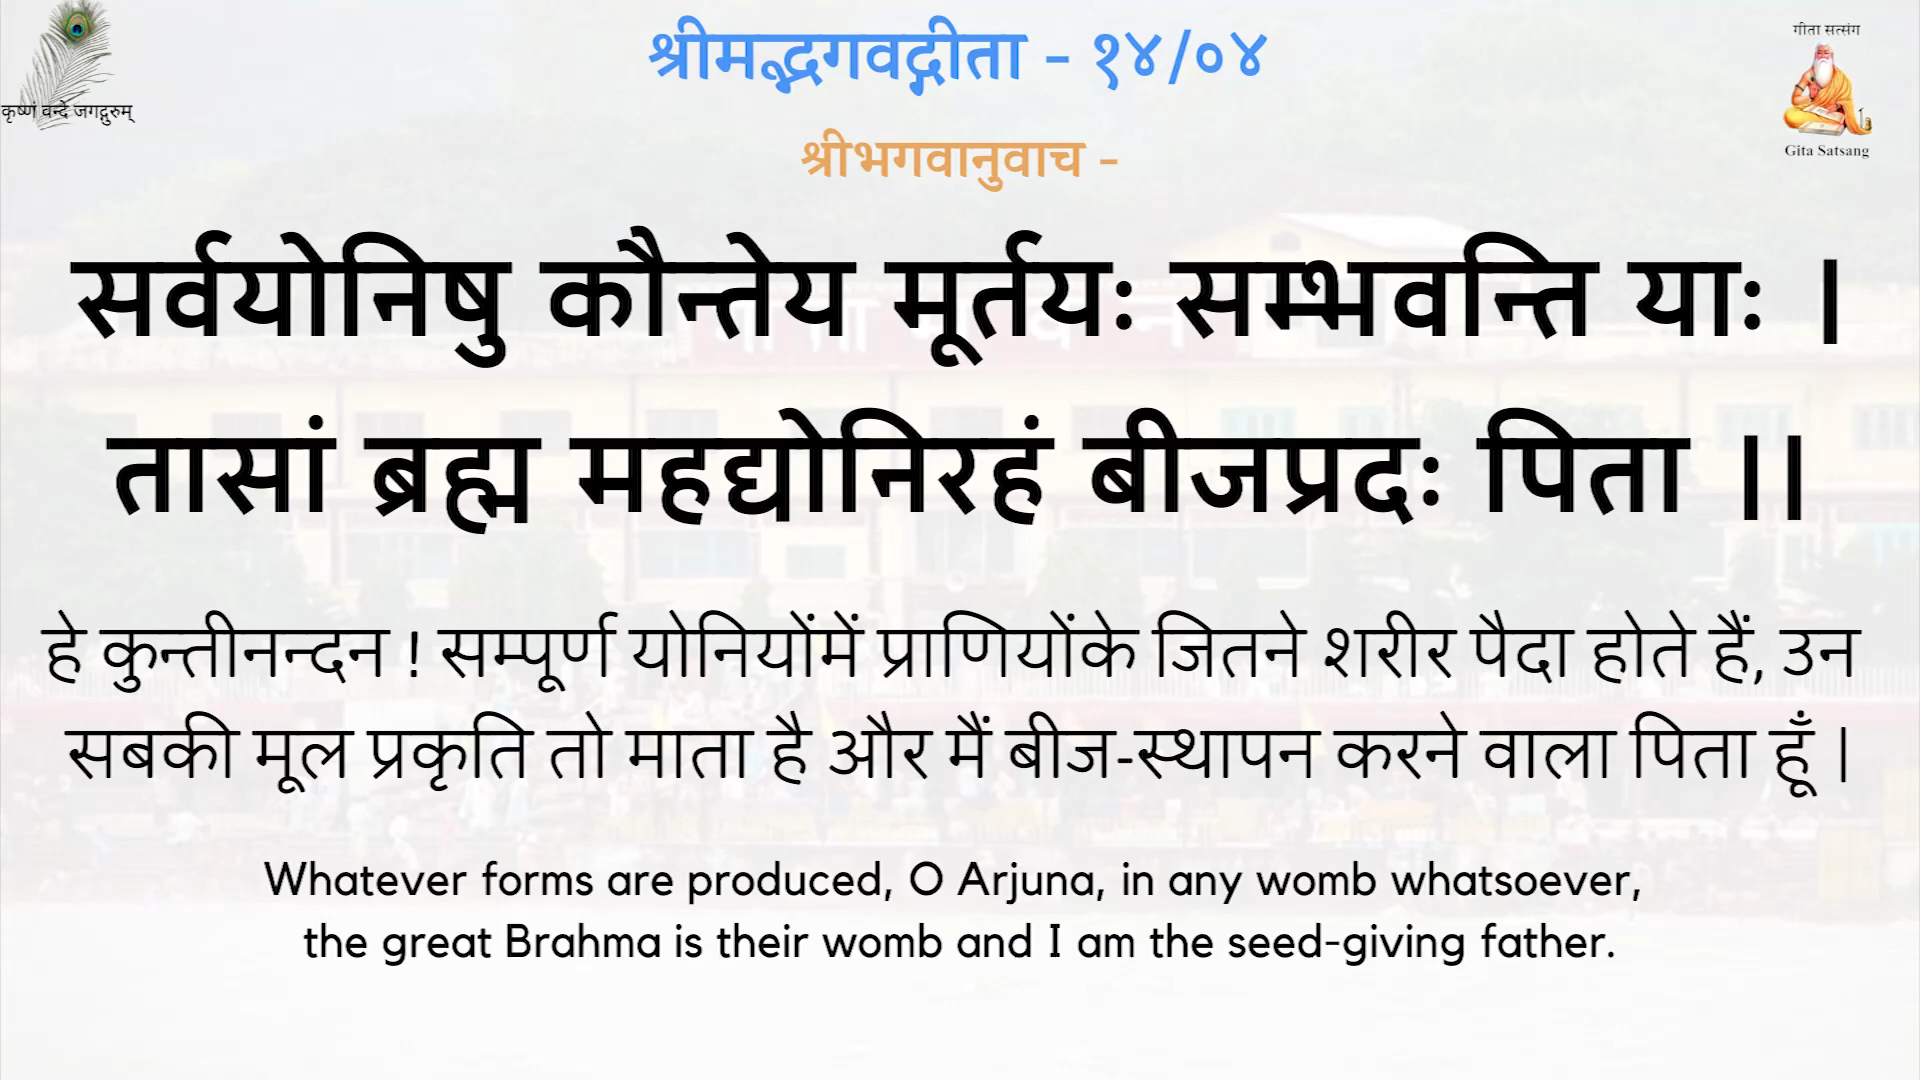 श्रीमद्भगवद्गीता - १४/०४
गीता सत्संग
कृष्णं वन्दे जगद्गुरुम्
Gita Satsang
श्रीभगवानुवाच -
सर्वयोनिषु कौन्तेय मूर्तयः सम्भवन्ति याः ।
तासां ब्रह्म महद्योनिरहं बीजप्रदः पिता ।।
हे कुन्तीनन्दन ! सम्पूर्ण योनियोंमें प्राणियोंके जितने शरीर पैदा होते हैं, उन
सबकी मूल प्रकृति तो माता है और मैं बीज-स्थापन करने वाला पिता हूँ |
Whatever forms are produced, O Arjuna, in any womb whatsoever,
the great Brahma is their womb and I am the seed-giving father.